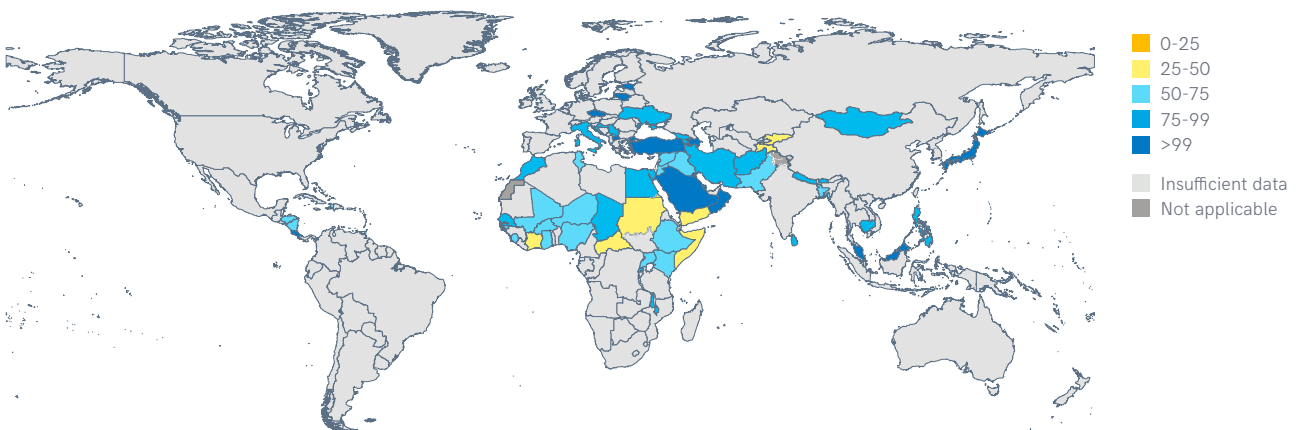 0-25
25-50
50-75
75-99
>99
Insufficient data
Not applicable